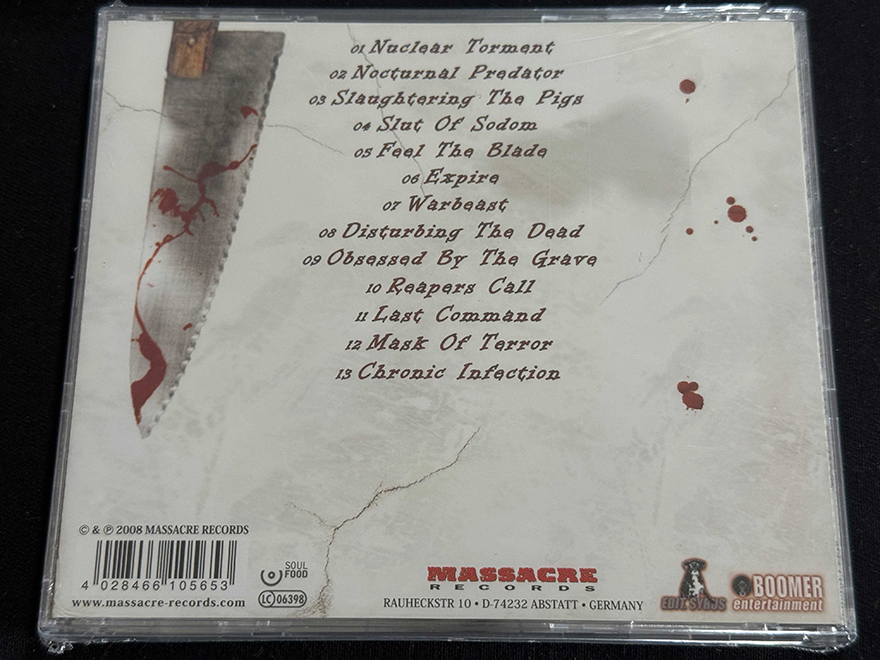 01 Nuclear Torment
02 Nocturnal Predator
03 Slaughtering The Pigs
04 Slut Of Sodom
05 Feel The Blade
06 Expire
07 Warbeast
08 Disturbing The Dead
09 Obsessed By The Grave
10 Reapers Call
11 Last Command
12 Mask Of Terror
13 Chronic Infection
© & ℗ 2008 MASSACRE RECORDS
4 028466 105653
www.massacre-records.com
SOUL
FOOD
LC 06398
MASSACRE
RECORDS
RAUHECKSTR 10 • D-74232 ABSTATT • GERMANY
BOOMER
entertainment